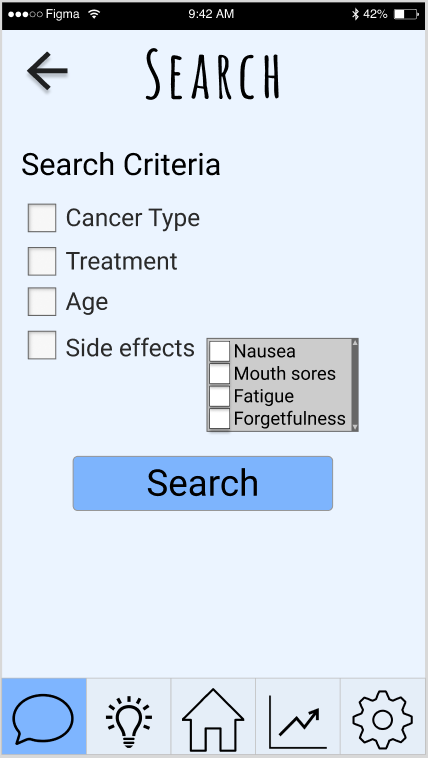 Figma 9:42 AM 42%
Search
Search Criteria
Cancer Type
Treatment
Age
Side effects
Nausea
Mouth sores
Fatigue
Forgetfulness
Search